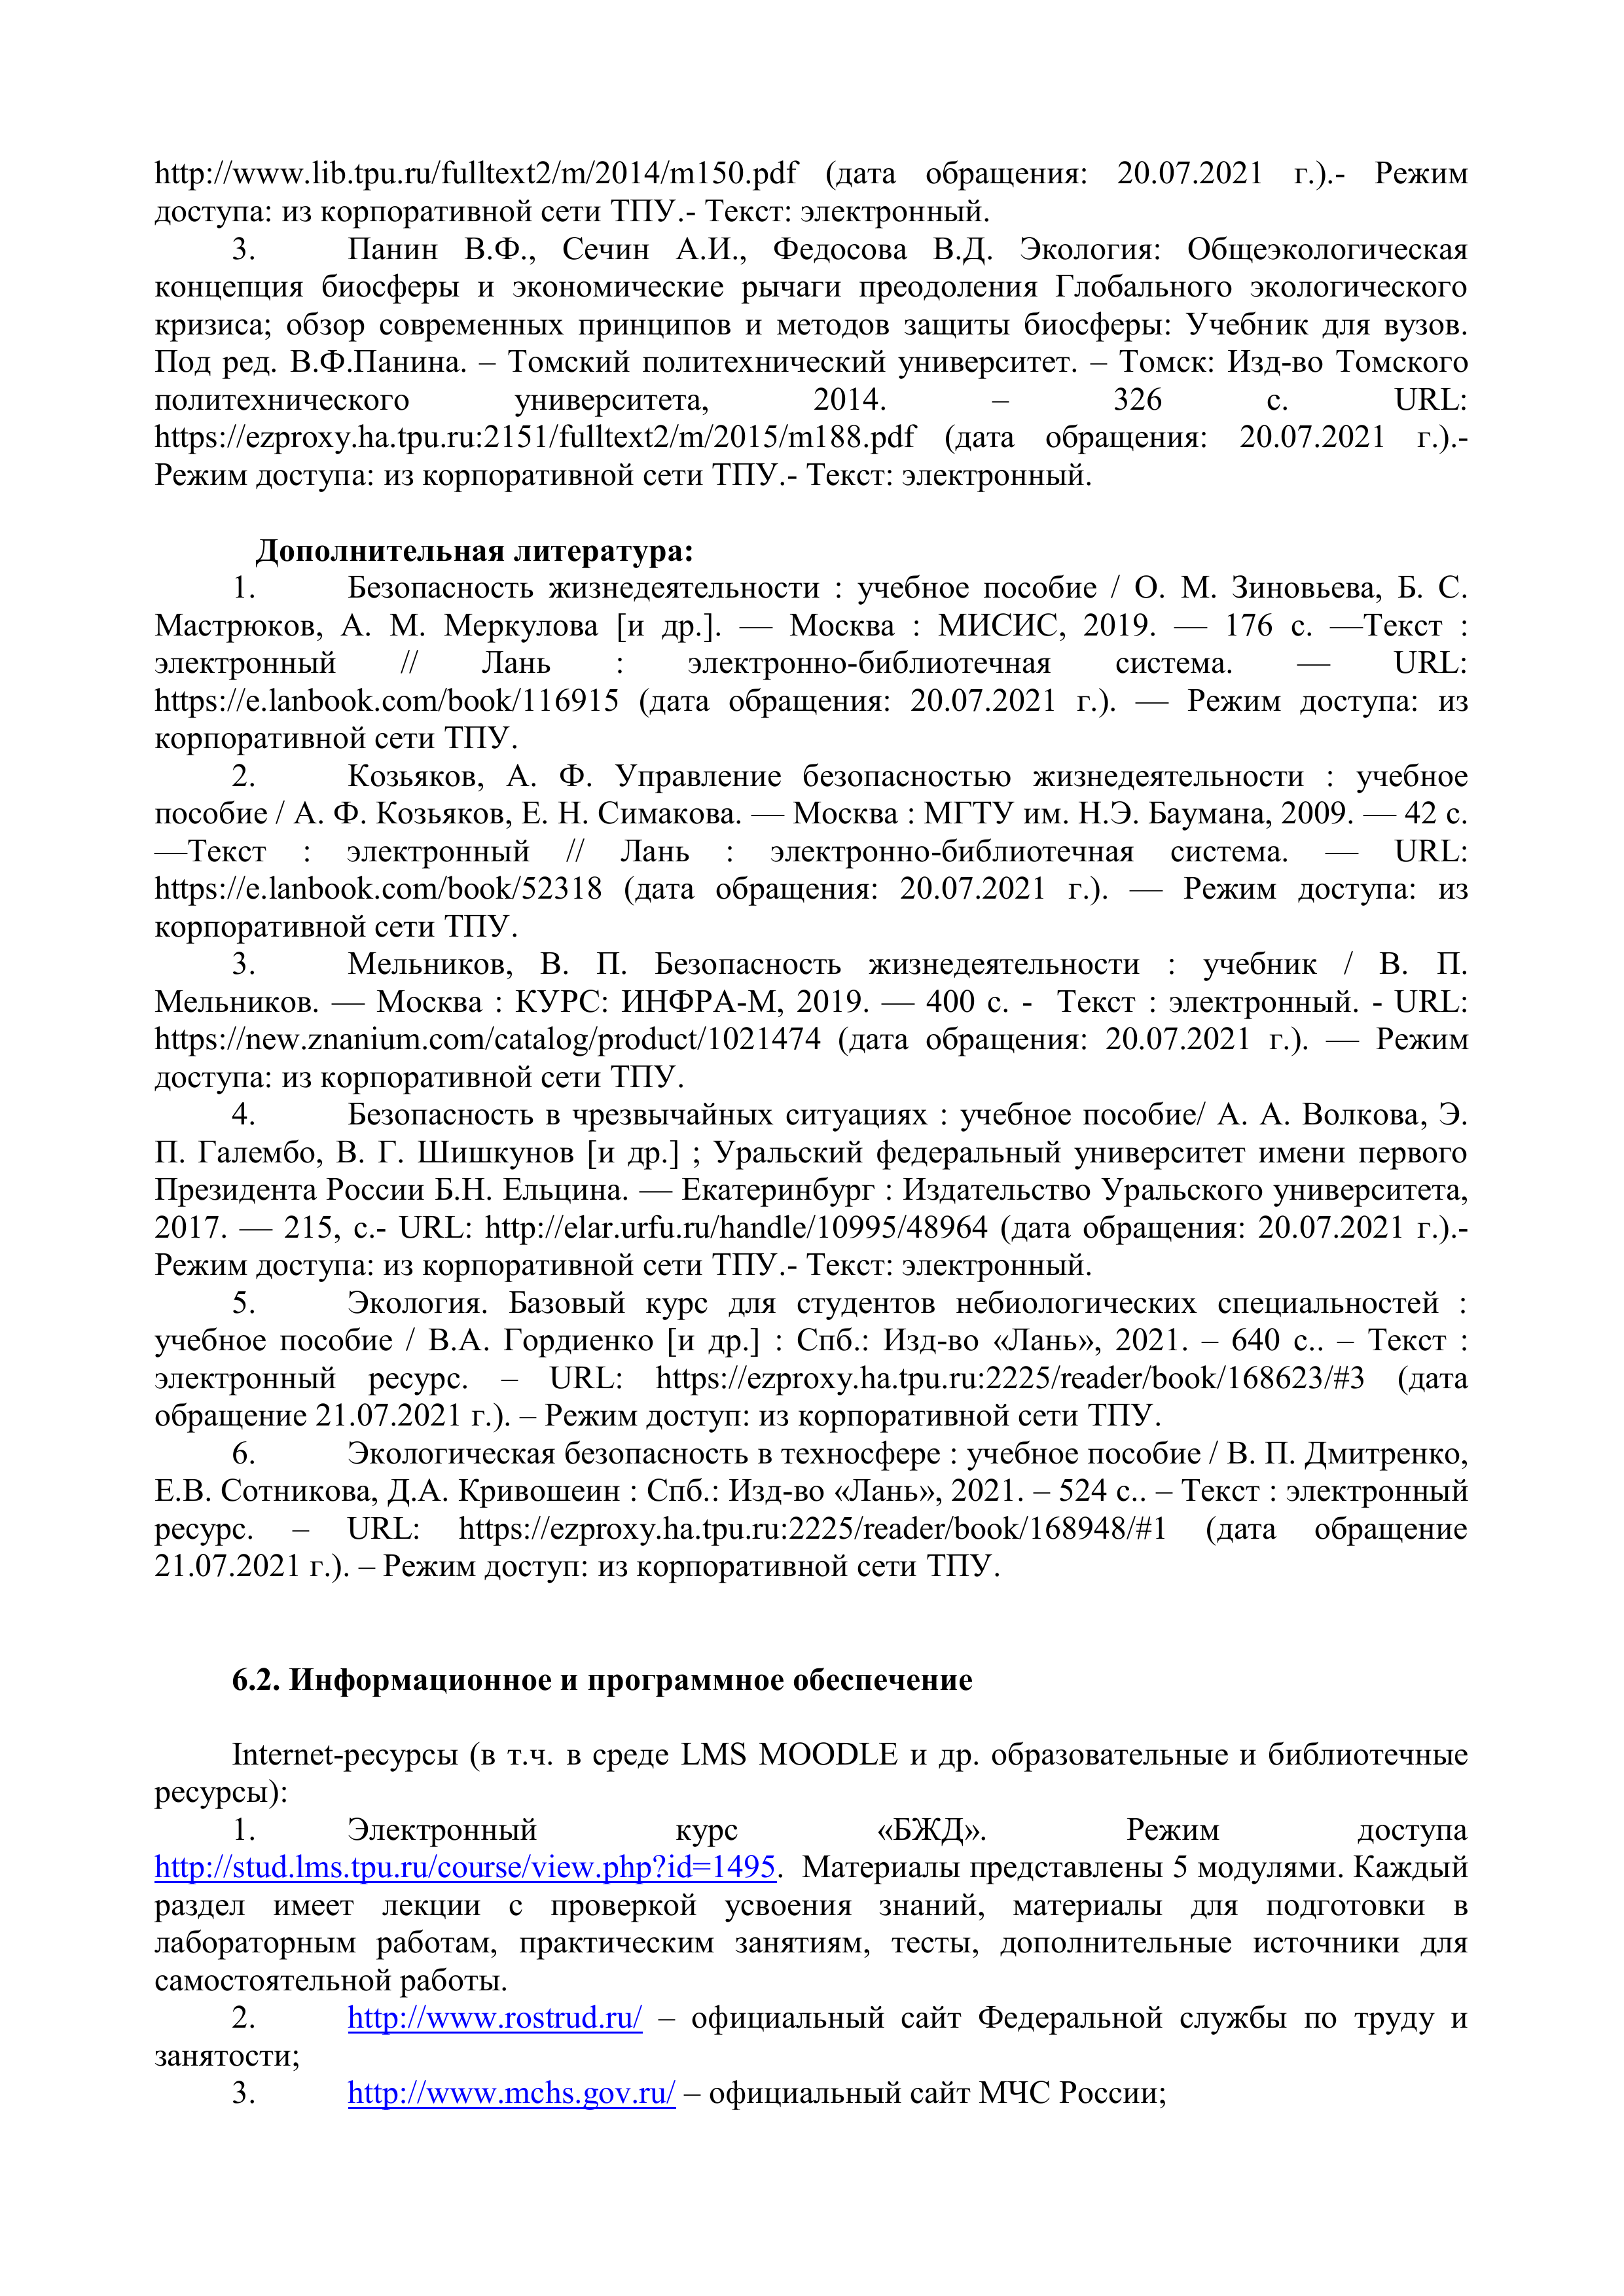 http://www.lib.tpu.ru/fulltext2/m/2014/m150.pdf (дата обращения: 20.07.2021 г.).- Режим
доступа: из корпоративной сети ТПУ.- Текст: электронный.
3. Панин В.Ф., Сечин А.И., Федосова В.Д. Экология: Общеэкологическая
концепция биосферы и экономические рычаги преодоления Глобального экологического
кризиса; обзор современных принципов и методов защиты биосферы: Учебник для вузов.
Под ред. В.Ф.Панина. – Томский политехнический университет. – Томск: Изд-во Томского
политехнического университета, 2014. – 326 с. URL:
https://ezproxy.ha.tpu.ru:2151/fulltext2/m/2015/m188.pdf (дата обращения: 20.07.2021 г.).-
Режим доступа: из корпоративной сети ТПУ.- Текст: электронный.
Дополнительная литература:
1. Безопасность жизнедеятельности : учебное пособие / О. М. Зиновьева, Б. С.
Мастрюков, А. М. Меркулова [и др.]. — Москва : МИСИС, 2019. — 176 с. —Текст :
электронный // Лань : электронно-библиотечная система. — URL:
https://e.lanbook.com/book/116915 (дата обращения: 20.07.2021 г.). — Режим доступа: из
корпоративной сети ТПУ.
2. Козьяков, А. Ф. Управление безопасностью жизнедеятельности : учебное
пособие / А. Ф. Козьяков, Е. Н. Симакова. — Москва : МГТУ им. Н.Э. Баумана, 2009. — 42 с.
—Текст : электронный // Лань : электронно-библиотечная система. — URL:
https://e.lanbook.com/book/52318 (дата обращения: 20.07.2021 г.). — Режим доступа: из
корпоративной сети ТПУ.
3. Мельников, В. П. Безопасность жизнедеятельности : учебник / В. П.
Мельников. — Москва : КУРС: ИНФРА-М, 2019. — 400 с. - Текст : электронный. - URL:
https://new.znanium.com/catalog/product/1021474 (дата обращения: 20.07.2021 г.). — Режим
доступа: из корпоративной сети ТПУ.
4. Безопасность в чрезвычайных ситуациях : учебное пособие/ А. А. Волкова, Э.
П. Галембо, В. Г. Шишкунов [и др.] ; Уральский федеральный университет имени первого
Президента России Б.Н. Ельцина. — Екатеринбург : Издательство Уральского университета,
2017. — 215, с.- URL: http://elar.urfu.ru/handle/10995/48964 (дата обращения: 20.07.2021 г.).-
Режим доступа: из корпоративной сети ТПУ.- Текст: электронный.
5. Экология. Базовый курс для студентов небиологических специальностей :
учебное пособие / В.А. Гордиенко [и др.] : Спб.: Изд-во «Лань», 2021. – 640 с.. – Текст :
электронный ресурс. – URL: https://ezproxy.ha.tpu.ru:2225/reader/book/168623/#3 (дата
обращение 21.07.2021 г.). – Режим доступ: из корпоративной сети ТПУ.
6. Экологическая безопасность в техносфере : учебное пособие / В. П. Дмитренко,
Е.В. Сотникова, Д.А. Кривошеин : Спб.: Изд-во «Лань», 2021. – 524 с.. – Текст : электронный
ресурс. – URL: https://ezproxy.ha.tpu.ru:2225/reader/book/168948/#1 (дата обращение
21.07.2021 г.). – Режим доступ: из корпоративной сети ТПУ.
6.2. Информационное и программное обеспечение
Internet-ресурсы (в т.ч. в среде LMS MOODLE и др. образовательные и библиотечные
ресурсы):
1. Электронный курс «БЖД». Режим доступа
http://stud.lms.tpu.ru/course/view.php?id=1495. Материалы представлены 5 модулями. Каждый
раздел имеет лекции с проверкой усвоения знаний, материалы для подготовки в
лабораторным работам, практическим занятиям, тесты, дополнительные источники для
самостоятельной работы.
2. http://www.rostrud.ru/ – официальный сайт Федеральной службы по труду и
занятости;
3. http://www.mchs.gov.ru/ – официальный сайт МЧС России;